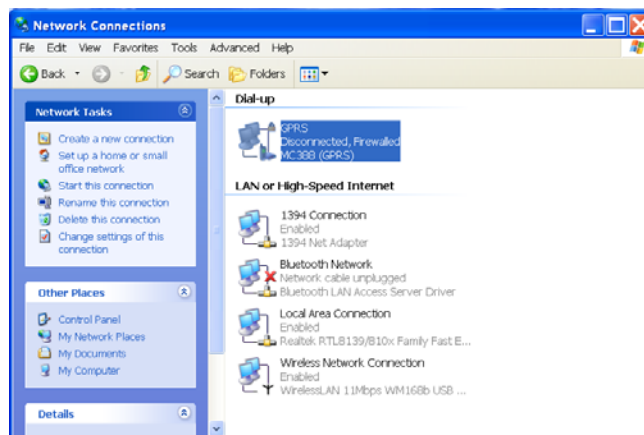 Network Connections
File Edit View Favorites Tools Advanced Help
Back Search Folders
Network Tasks
Create a new connection
Set up a home or small
office network
Start this connection
Rename this connection
Delete this connection
Change settings of this
connection
Other Places
Control Panel
My Network Places
My Documents
My Computer
Details
Dial-up
GPRS
Disconnected, Firewalled
MC388 (GPRS)
LAN or High-Speed Internet
1394 Connection
Enabled
1394 Net Adapter
Bluetooth Network
Network cable unplugged
Bluetooth LAN Access Server Driver
Local Area Connection
Enabled
Realtek RTL8139/810x Family Fast E...
Wireless Network Connection
Enabled
WirelessLAN 11Mbps WM168b USB ...